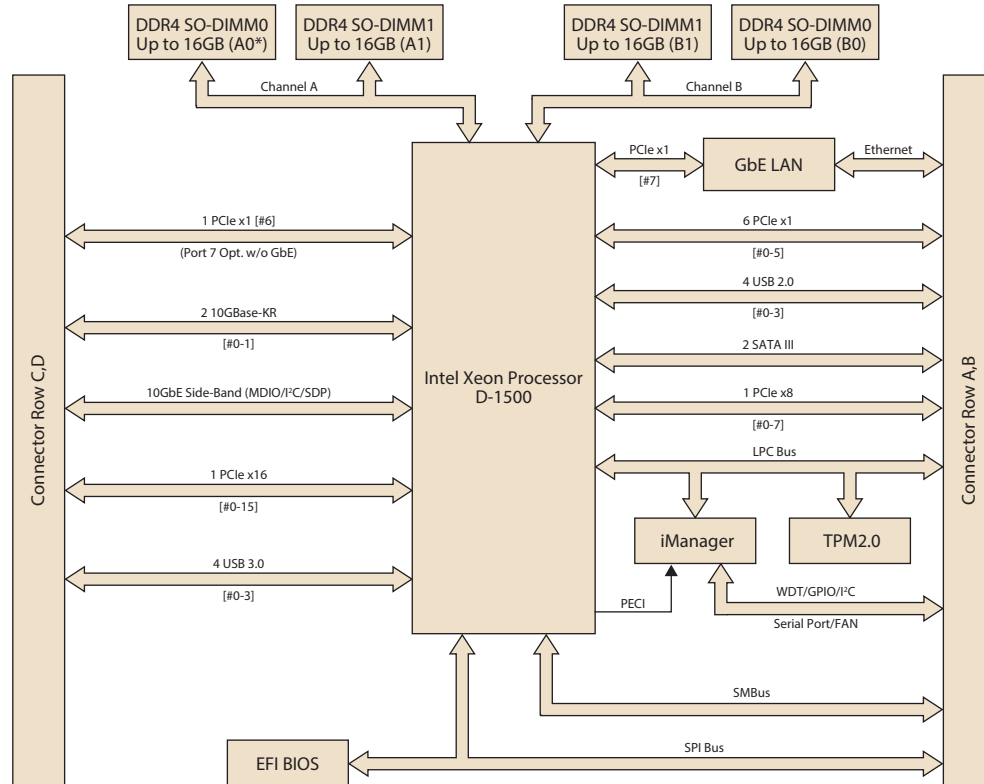 DDR4 SO-DIMM0
Up to 16GB (A0*)
DDR4 SO-DIMM1
Up to 16GB (A1)
DDR4 SO-DIMM1
Up to 16GB (B1)
DDR4 SO-DIMM0
Up to 16GB (B0)
Channel A
Channel B
Connector Row C,D
1 PCIe x1 [#6]
(Port 7 Opt. w/o GbE)
2 10GBase-KR
[#0-1]
10GbE Side-Band (MDIO/I²C/SDP)
1 PCIe x16
[#0-15]
4 USB 3.0
[#0-3]
Intel Xeon Processor
D-1500
PCIe x1
[#7]
GbE LAN
Ethernet
6 PCIe x1
[#0-5]
4 USB 2.0
[#0-3]
2 SATA III
1 PCIe x8
[#0-7]
LPC Bus
iManager
TPM2.0
PECI
WDT/GPIO/I²C
Serial Port/FAN
SMBus
SPI Bus
EFI BIOS
Connector Row A,B